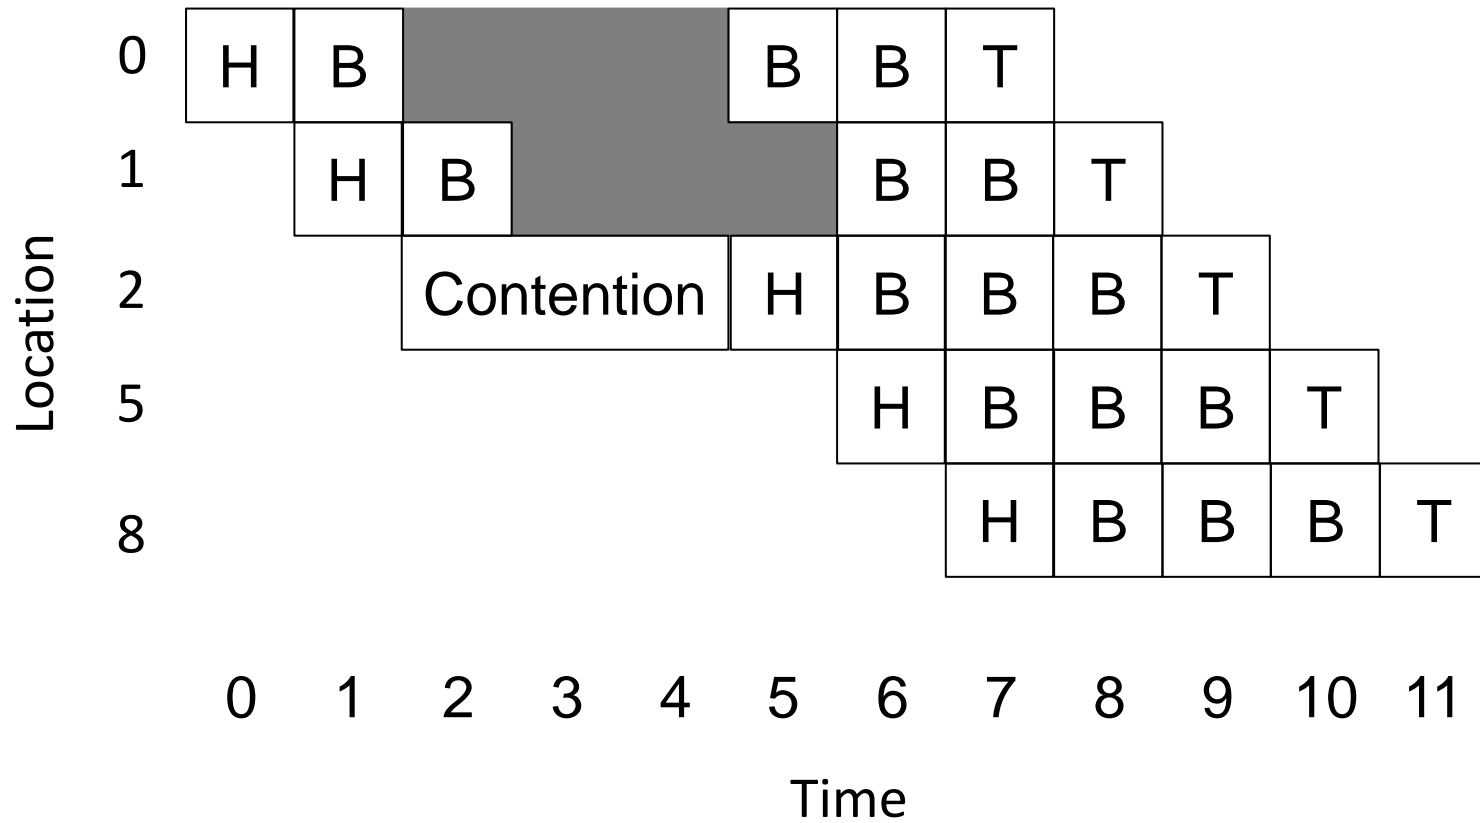 0 H B B B T
1 H B B B T
2 Contention H B B B T
5 H B B B T
8 H B B B T
Location
0 1 2 3 4 5 6 7 8 9 10 11
Time